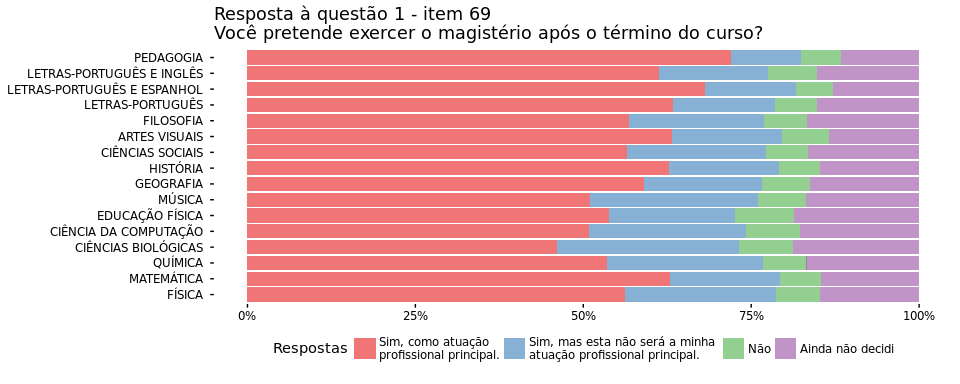 Resposta à questão 1 - item 69
Você pretende exercer o magistério após o término do curso?
PEDAGOGIA
LETRAS-PORTUGUÊS E INGLÊS
LETRAS-PORTUGUÊS E ESPANHOL
LETRAS-PORTUGUÊS
FILOSOFIA
ARTES VISUAIS
CIÊNCIAS SOCIAIS
HISTÓRIA
GEOGRAFIA
MÚSICA
EDUCAÇÃO FÍSICA
CIÊNCIA DA COMPUTAÇÃO
CIÊNCIAS BIOLÓGICAS
QUÍMICA
MATEMÁTICA
FÍSICA
0% 25% 50% 75% 100%
Respostas
Sim, como atuação
profissional principal.
Sim, mas esta não será a minha
atuação profissional principal.
Não
Ainda não decidi